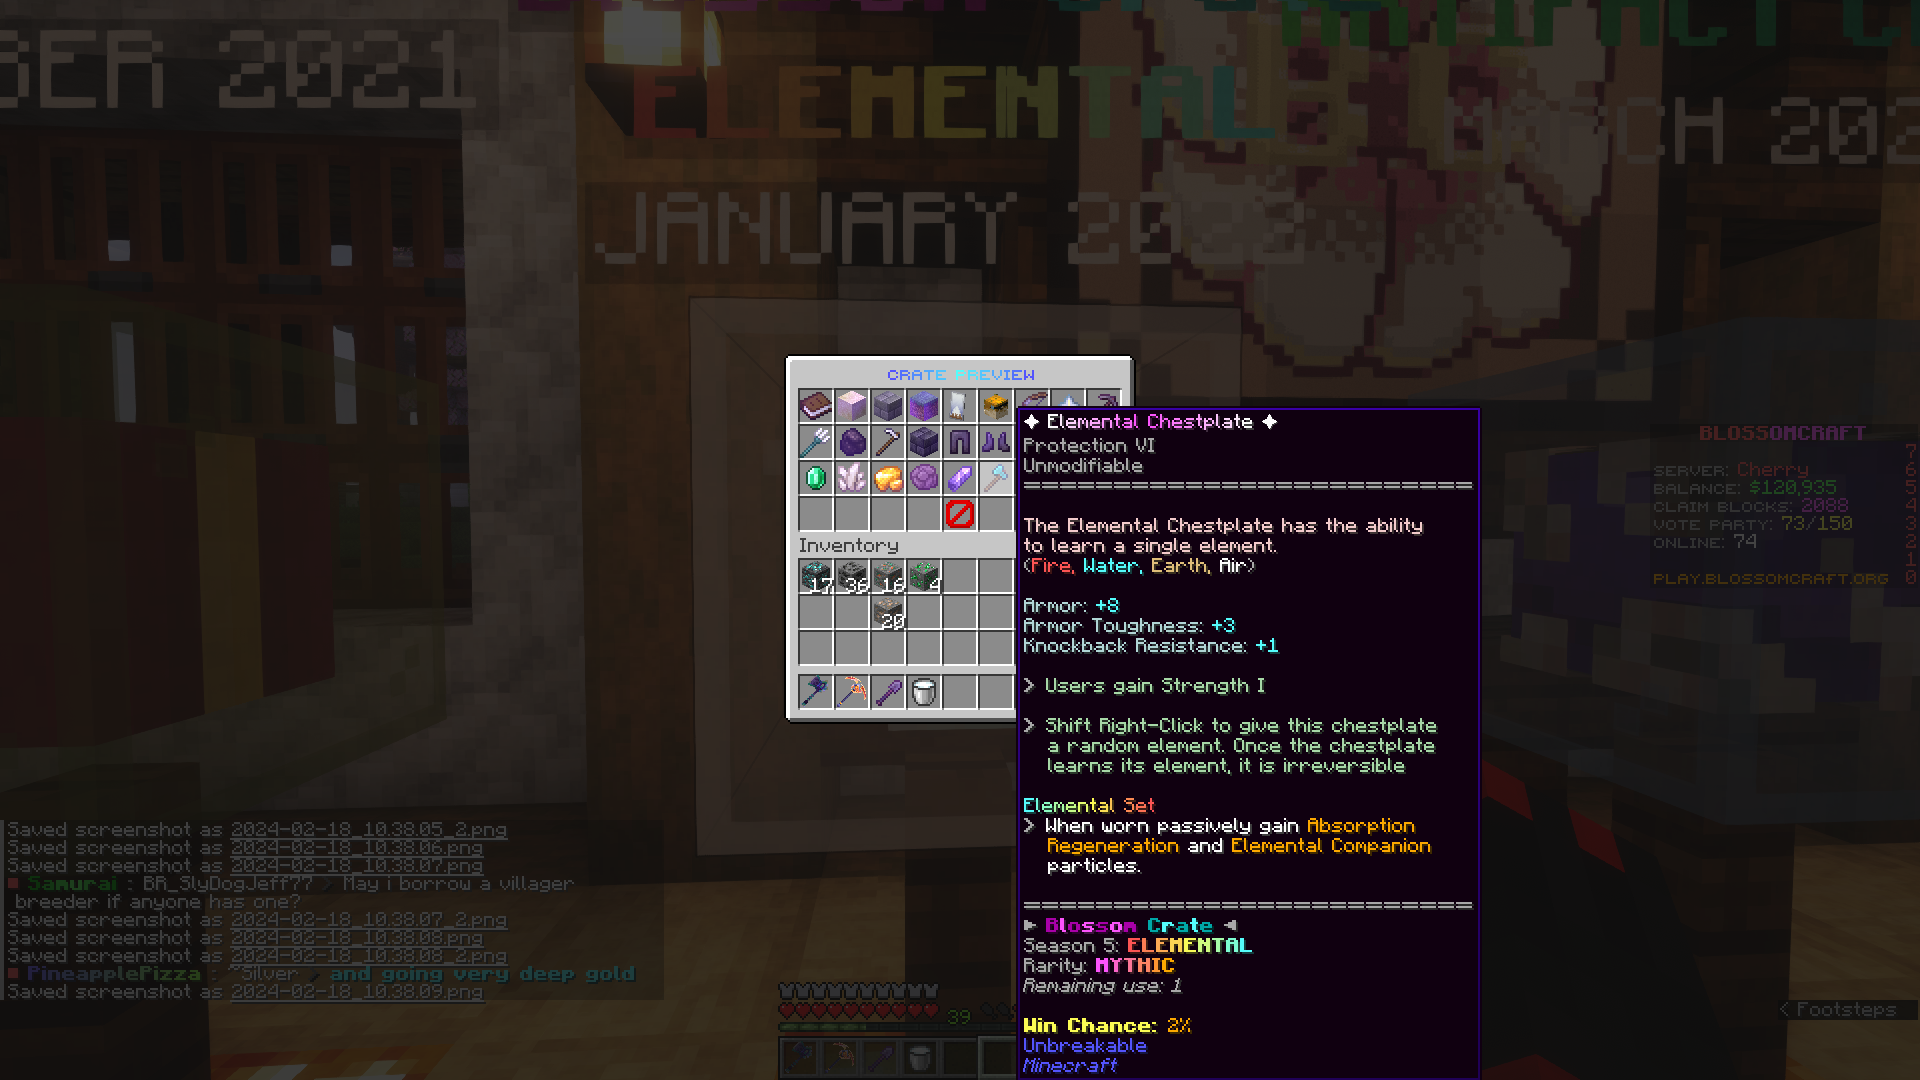 BER 2021
ELEMENTAL
JANUARY
CRATE PREVIEW
Inventory
17
36
16
4
20
✦ Elemental Chestplate ✦
Protection VI
Unmodifiable
============================
The Elemental Chestplate has the ability
to learn a single element.
(Fire, Water, Earth, Air)
Armor: +8
Armor Toughness: +3
Knockback Resistance: +1
> Users gain Strength I
> Shift Right-Click to give this chestplate
a random element. Once the chestplate
learns its element, it is irreversible
Elemental Set
> When worn passively gain Absorption
Regeneration and Elemental Companion
particles.
============================
► Blossom Crate ◄
Season 5: ELEMENTAL
Rarity: MYTHIC
Remaining use: 1
Win Chance: 2%
Unbreakable
Minecraft
BLOSSOMCRAFT
7
SERVER: Cherry 6
BALANCE: $120,935 5
CLAIM BLOCKS: 2088 4
VOTE PARTY: 73/150 3
ONLINE: 74 2
1
PLAY.BLOSSOMCRAFT.ORG 0
Saved screenshot as 2024-02-18_10.38.05_2.png
Saved screenshot as 2024-02-18_10.38.06.png
Saved screenshot as 2024-02-18_10.38.07.png
Samurai : BR_SlyDogJeff77 > May i borrow a villager
breeder if anyone has one?
Saved screenshot as 2024-02-18_10.38.07_2.png
Saved screenshot as 2024-02-18_10.38.08.png
Saved screenshot as 2024-02-18_10.38.08_2.png
PineapplePizza : ~Silver > and going very deep gold
Saved screenshot as 2024-02-18_10.38.09.png
39
< Footsteps